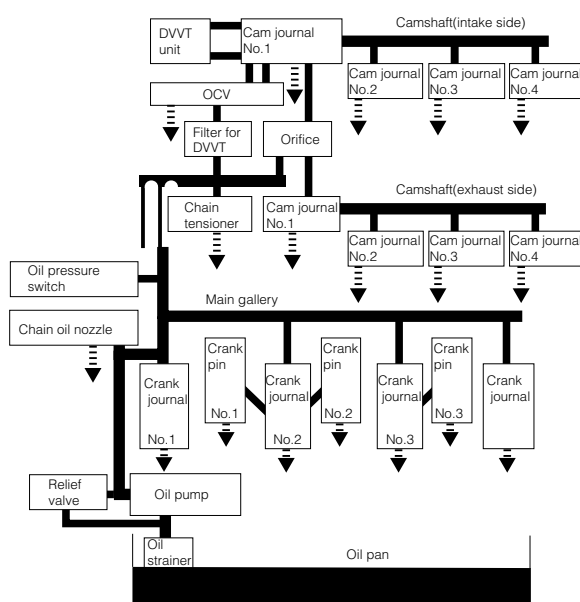 DVVT
unit
Cam journal
No.1
Camshaft(intake side)
Cam journal
No.2
Cam journal
No.3
Cam journal
No.4
OCV
Filter for
DVVT
Orifice
Chain
tensioner
Cam journal
No.1
Camshaft(exhaust side)
Cam journal
No.2
Cam journal
No.3
Cam journal
No.4
Oil pressure
switch
Main gallery
Chain oil nozzle
Crank
journal
No.1
Crank
pin
No.1
Crank
journal
No.2
Crank
pin
No.2
Crank
journal
No.3
Crank
pin
No.3
Crank
journal
Relief
valve
Oil pump
Oil
strainer
Oil pan